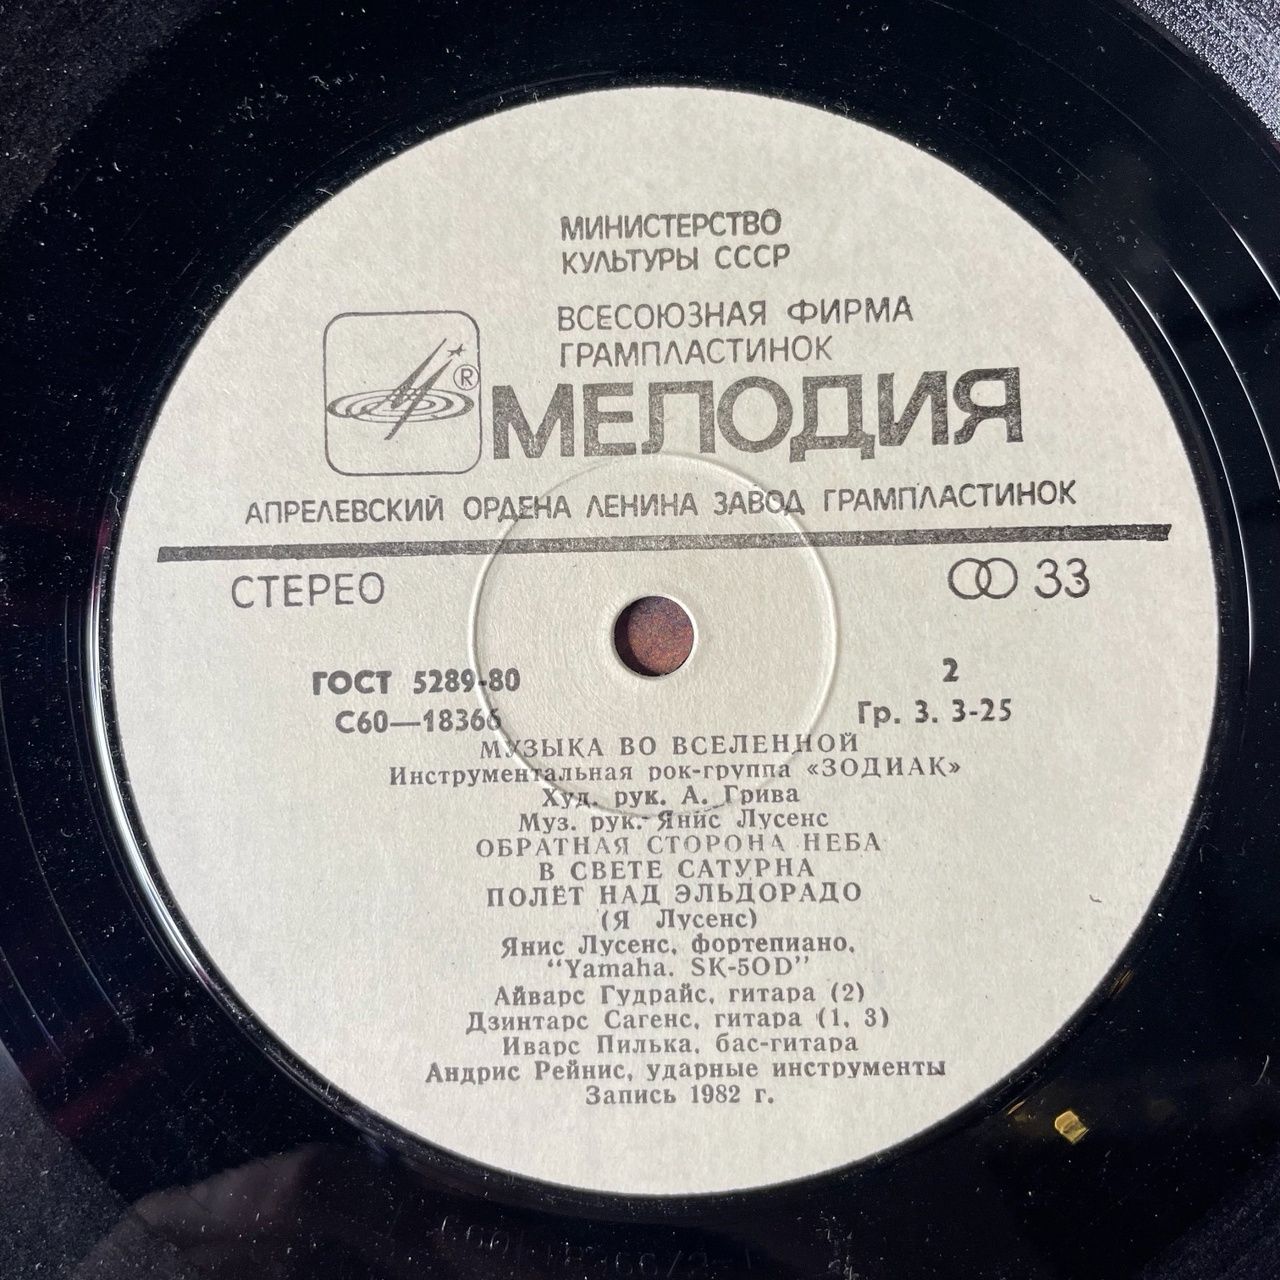 МИНИСТЕРСТВО
КУЛЬТУРЫ СССР
ВСЕСОЮЗНАЯ ФИРМА
ГРАМПЛАСТИНОК
®
МЕЛОДИЯ
АПРЕЛЕВСКИЙ ОРДЕНА ЛЕНИНА ЗАВОД ГРАМПЛАСТИНОК
СТЕРЕО
33
ГОСТ 5289-80
2
С60—18366
Гр. 3. 3-25
МУЗЫКА ВО ВСЕЛЕННОЙ
Инструментальная рок-группа «ЗОДИАК»
Худ. рук. А. Грива
Муз. рук. Янис Лусенс
ОБРАТНАЯ СТОРОНА НЕБА
В СВЕТЕ САТУРНА
ПОЛЁТ НАД ЭЛЬДОРАДО
(Я Лусенс)
Янис Лусенс, фортепиано,
“Yamaha. SK-50D”
Айварс Гудрайс, гитара (2)
Дзинтарс Сагенс, гитара (1, 3)
Иварс Пилька, бас-гитара
Андрис Рейнис, ударные инструменты
Запись 1982 г.